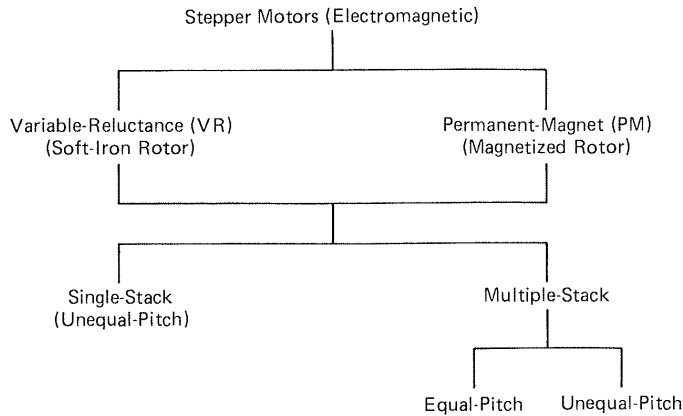 Stepper Motors (Electromagnetic)
Variable-Reluctance (VR)
(Soft-Iron Rotor)
Permanent-Magnet (PM)
(Magnetized Rotor)
Single-Stack
(Unequal-Pitch)
Multiple-Stack
Equal-Pitch
Unequal-Pitch